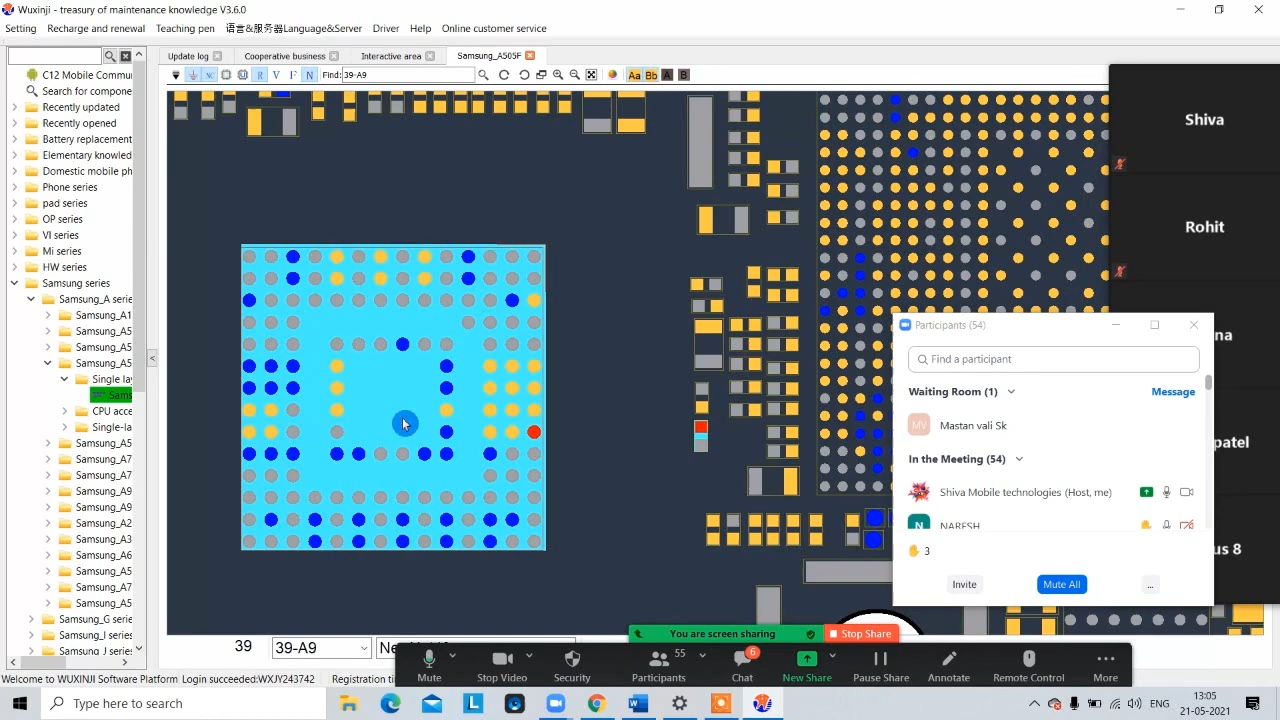 Wuxinji - treasury of maintenance knowledge V3.6.0
Setting Recharge and renewal Teaching pen 语言&服务器Language&Server Driver Help Online customer service
Update log Cooperative business Interactive area Samsung_A505F
R V N Find: 39-A9 Aa Bb A B
C12 Mobile Commu
Search for compone
Recently updated
Recently opened
Battery replacement
Elementary knowled
Domestic mobile ph
Phone series
pad series
OP series
VI series
Mi series
HW series
Samsung series
Samsung_A serie
Samsung_A1
Samsung_A5
Samsung_A5
Samsung_A5
Single la
Sams
CPU acce
Single-la
Samsung_A5
Samsung_A7
Samsung_A9
Samsung_A9
Samsung_A9
Samsung_A2
Samsung_A3
Samsung_A6
Samsung_A5
Samsung_A7
Samsung_A5
Samsung_G series
Samsung_I series
Samsung_J series
Shiva
Rohit
na
patel
us 8
Participants (54)
Find a participant
Waiting Room (1) Message
MV Mastan vali Sk
In the Meeting (54)
Shiva Mobile technologies (Host, me)
N NARESH
3
Invite Mute All ...
You are screen sharing Stop Share
39 39-A9
Mute Stop Video Security Participants 55 Chat 6 New Share Pause Share Annotate Remote Control More
Welcome to WUXINJI Software Platform Login succeeded:WXJY243742 Registration ti
Type here to search
ENG 13:05
21-05-2021